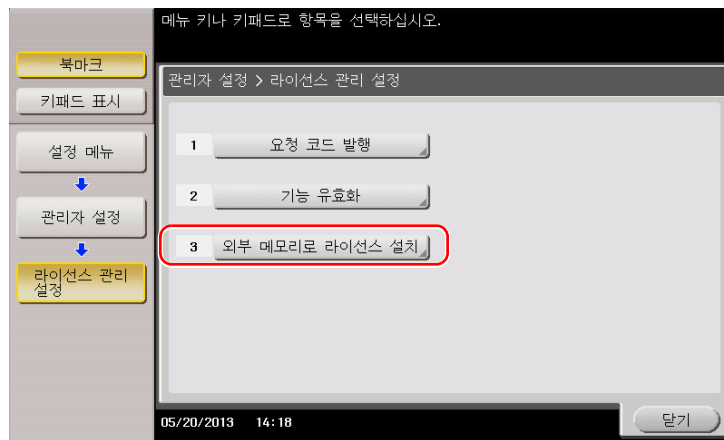 메뉴 키나 키패드로 항목을 선택하십시오.
북마크
키패드 표시
설정 메뉴
관리자 설정
라이선스 관리
설정
관리자 설정 > 라이선스 관리 설정
1 요청 코드 발행
2 기능 유효화
3 외부 메모리로 라이선스 설치
05/20/2013 14:18
닫기